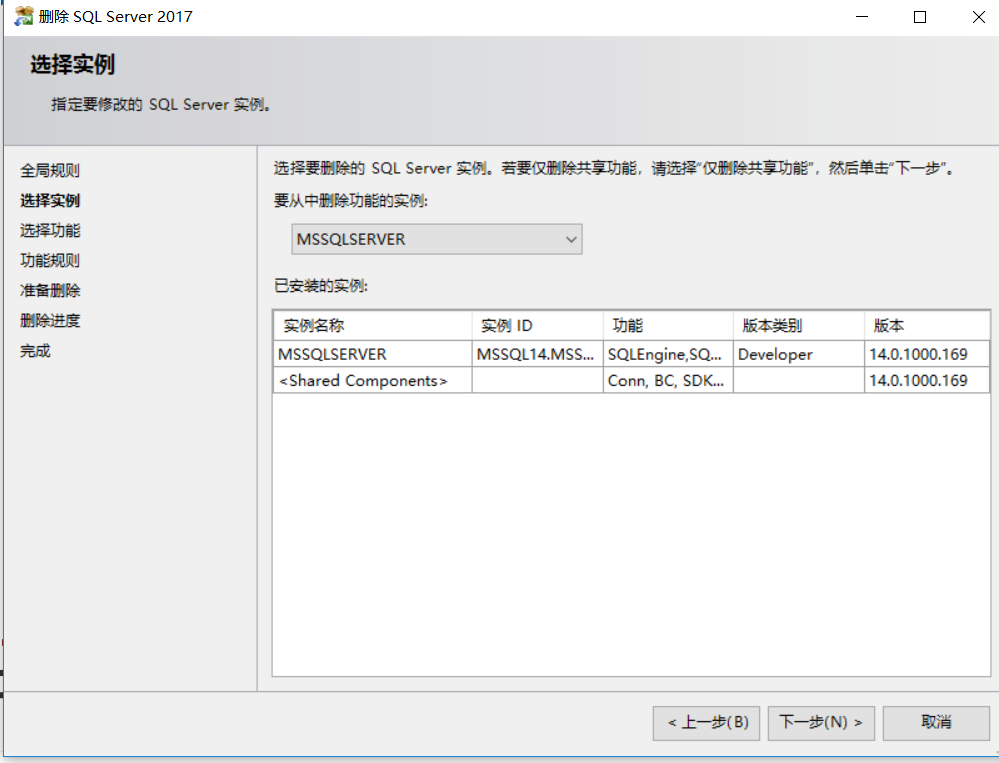 删除 SQL Server 2017
选择实例
指定要修改的 SQL Server 实例。
全局规则
选择实例
选择功能
功能规则
准备删除
删除进度
完成
选择要删除的 SQL Server 实例。若要仅删除共享功能，请选择“仅删除共享功能”，然后单击“下一步”。
要从中删除功能的实例:
MSSQLSERVER
已安装的实例:
实例名称 实例 ID 功能 版本类别 版本
MSSQLSERVER MSSQL14.MSS... SQLEngine,SQ... Developer 14.0.1000.169
<Shared Components> Conn, BC, SDK... 14.0.1000.169
< 上一步(B) 下一步(N) > 取消